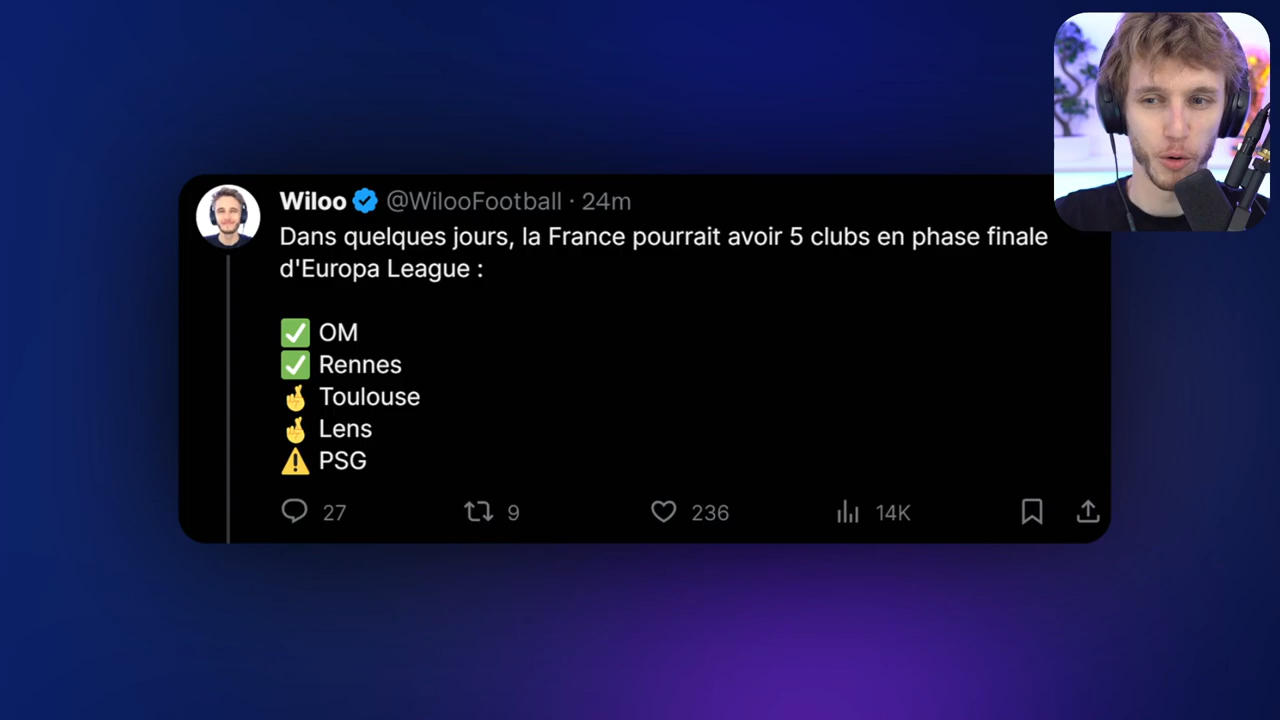 Wiloo @WilooFootball · 24m
Dans quelques jours, la France pourrait avoir 5 clubs en phase finale
d'Europa League :
✅ OM
✅ Rennes
🤞 Toulouse
🤞 Lens
⚠️ PSG
27 9 236 14K